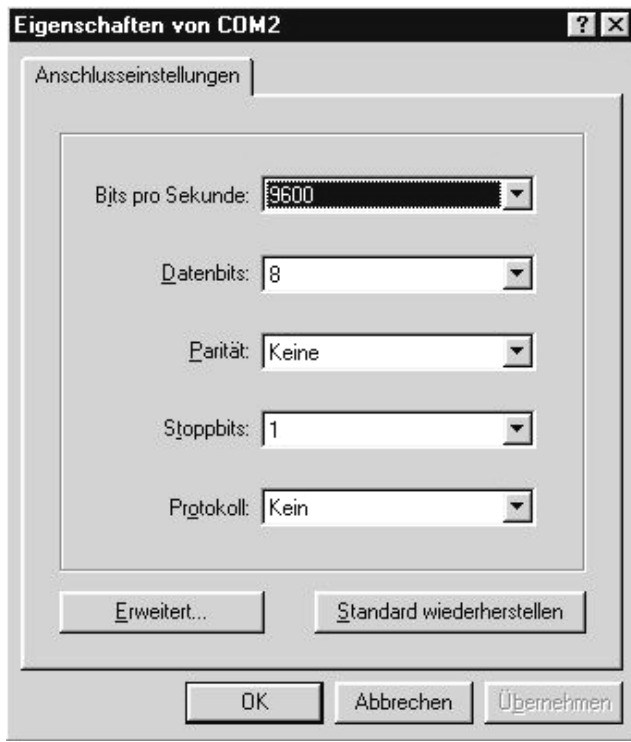 Eigenschaften von COM2
Anschlusseinstellungen
Bits pro Sekunde: 9600
Datenbits: 8
Parität: Keine
Stoppbits: 1
Protokoll: Kein
Erweitert... Standard wiederherstellen
OK Abbrechen Übernehmen